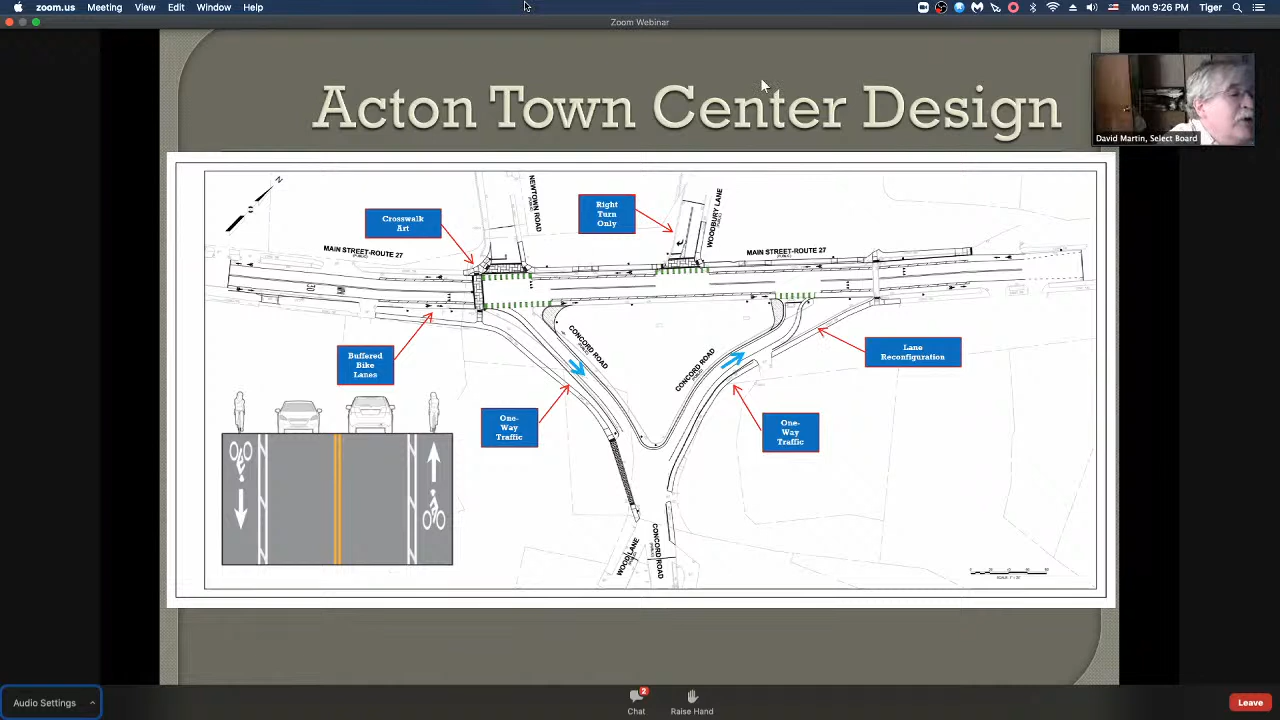 zoom.us Meeting View Edit Window Help
Mon 9:26 PM Tiger
Zoom Webinar
Acton Town Center Design
David Martin, Select Board
N
NEWTOWN ROAD
Right
Turn
Only
WOODBURY LANE
Crosswalk
Art
MAIN STREET-ROUTE 27
MAIN STREET-ROUTE 27
Buffered
Bike
Lanes
CONCORD ROAD
CONCORD ROAD
Lane
Reconfiguration
One-
Way
Traffic
One-
Way
Traffic
WOOD LANE
CONCORD ROAD
Audio Settings
2
Chat
Raise Hand
Leave